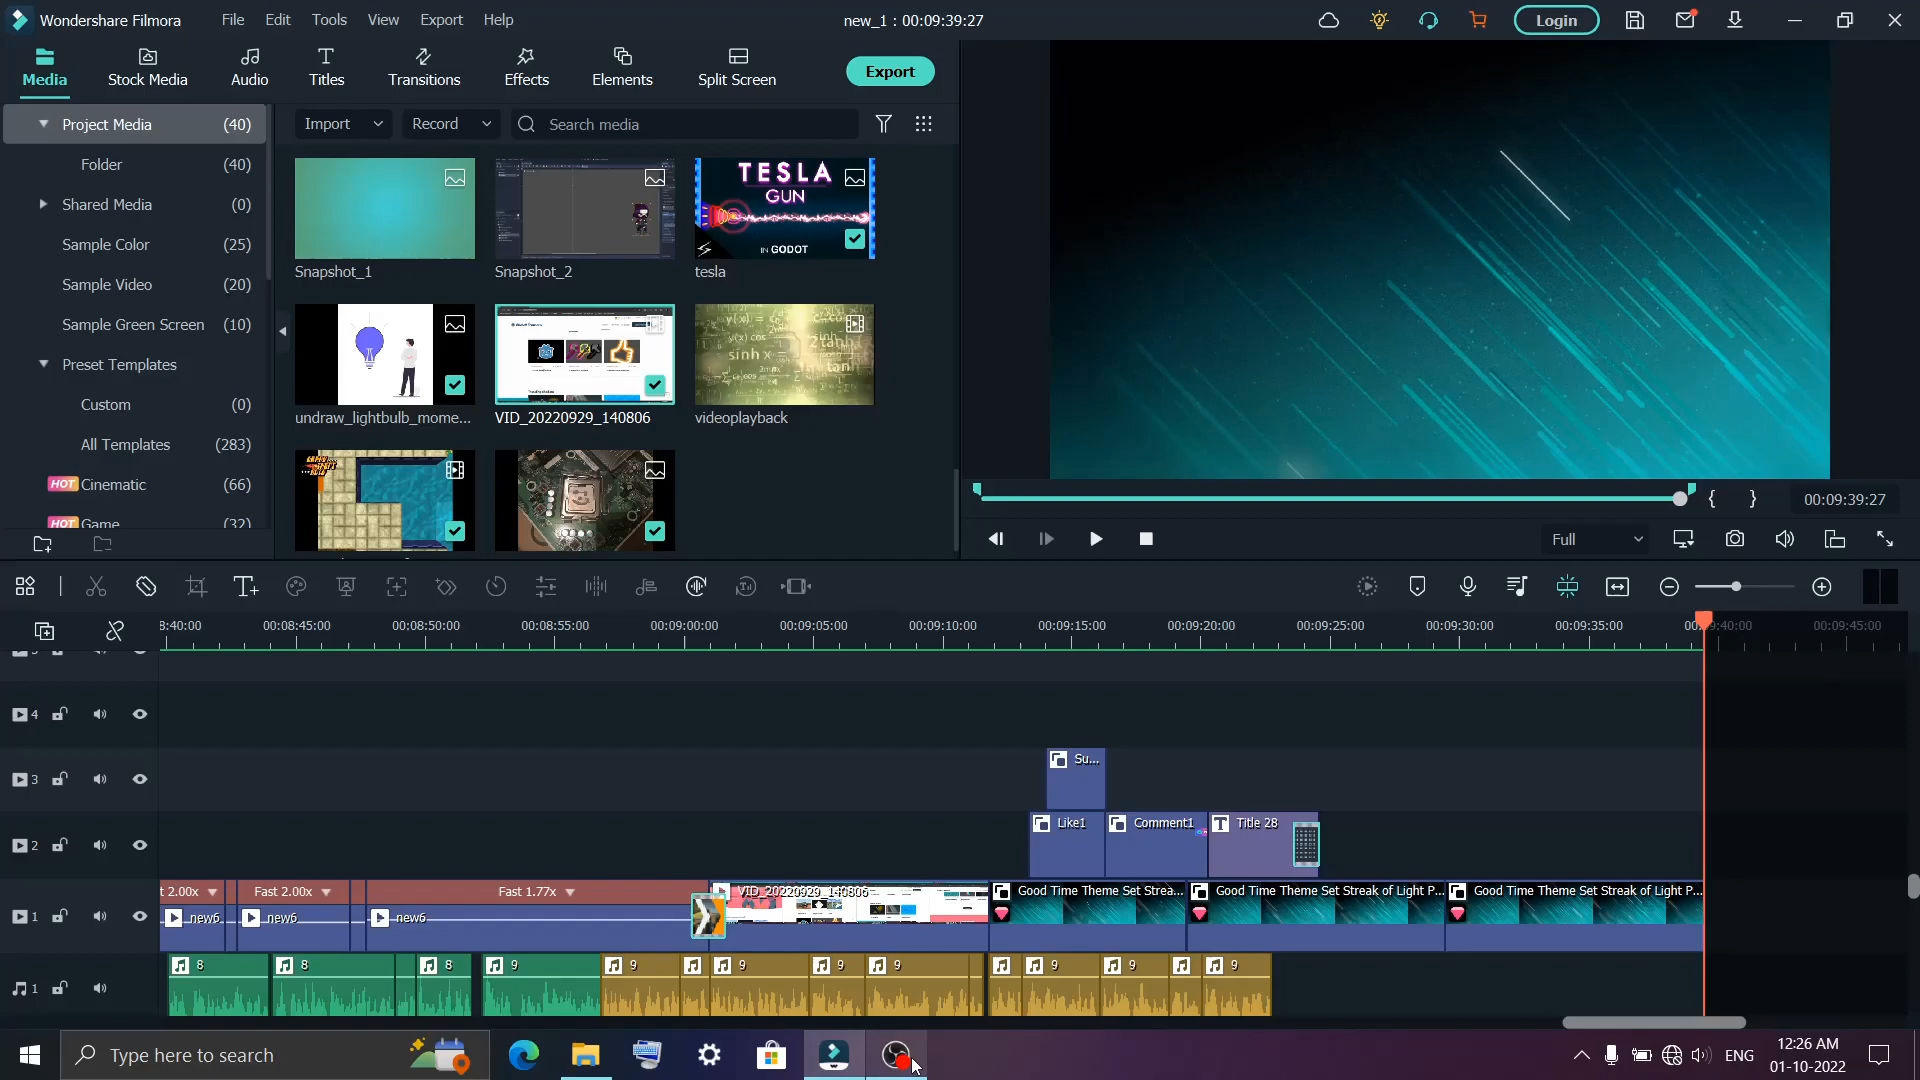 Wondershare Filmora File Edit Tools View Export Help new_1 : 00:09:39:27 Login
Media Stock Media Audio Titles Transitions Effects Elements Split Screen Export
Project Media (40)
Folder (40)
Shared Media (0)
Sample Color (25)
Sample Video (20)
Sample Green Screen (10)
Preset Templates
Custom (0)
All Templates (283)
HOT Cinematic (66)
HOT Game (32)
Import Record Search media
TESLA
GUN
IN GODOT
Snapshot_1 Snapshot_2 tesla
sinh x
undraw_lightbulb_mome... VID_20220929_140806 videoplayback
{ } 00:09:39:27
Full
8:40:00 00:08:45:00 00:08:50:00 00:08:55:00 00:09:00:00 00:09:05:00 00:09:10:00 00:09:15:00 00:09:20:00 00:09:25:00 00:09:30:00 00:09:35:00 00:09:40:00 00:09:45:00
4
3 Su...
2 Like1 Comment1 Title 28
t 2.00x Fast 2.00x Fast 1.77x VID_20220929_140806 Good Time Theme Set Strea... Good Time Theme Set Streak of Light P... Good Time Theme Set Streak of Light P...
1 new6 new6 new6
8 8 8 9 9 9 9 9 9 9 9
1
Type here to search ENG 12:26 AM
01-10-2022